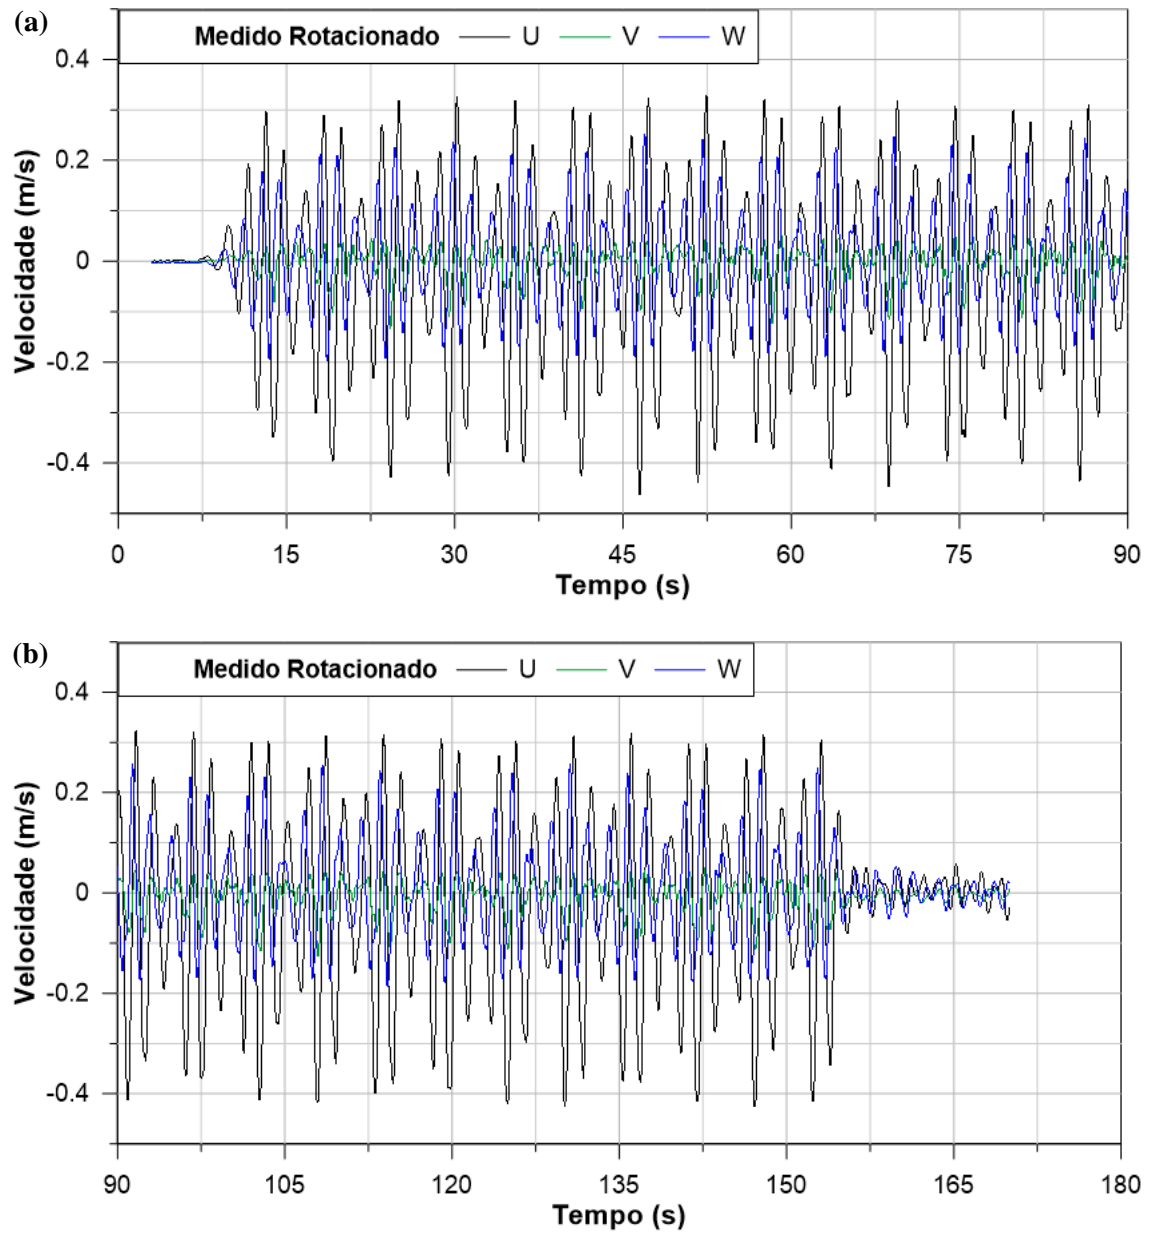 (a)
Medido Rotacionado U V W
0.4
0.2
0
-0.2
-0.4
Velocidade (m/s)
0 15 30 45 60 75 90
Tempo (s)
(b)
Medido Rotacionado U V W
0.4
0.2
0
-0.2
-0.4
Velocidade (m/s)
90 105 120 135 150 165 180
Tempo (s)